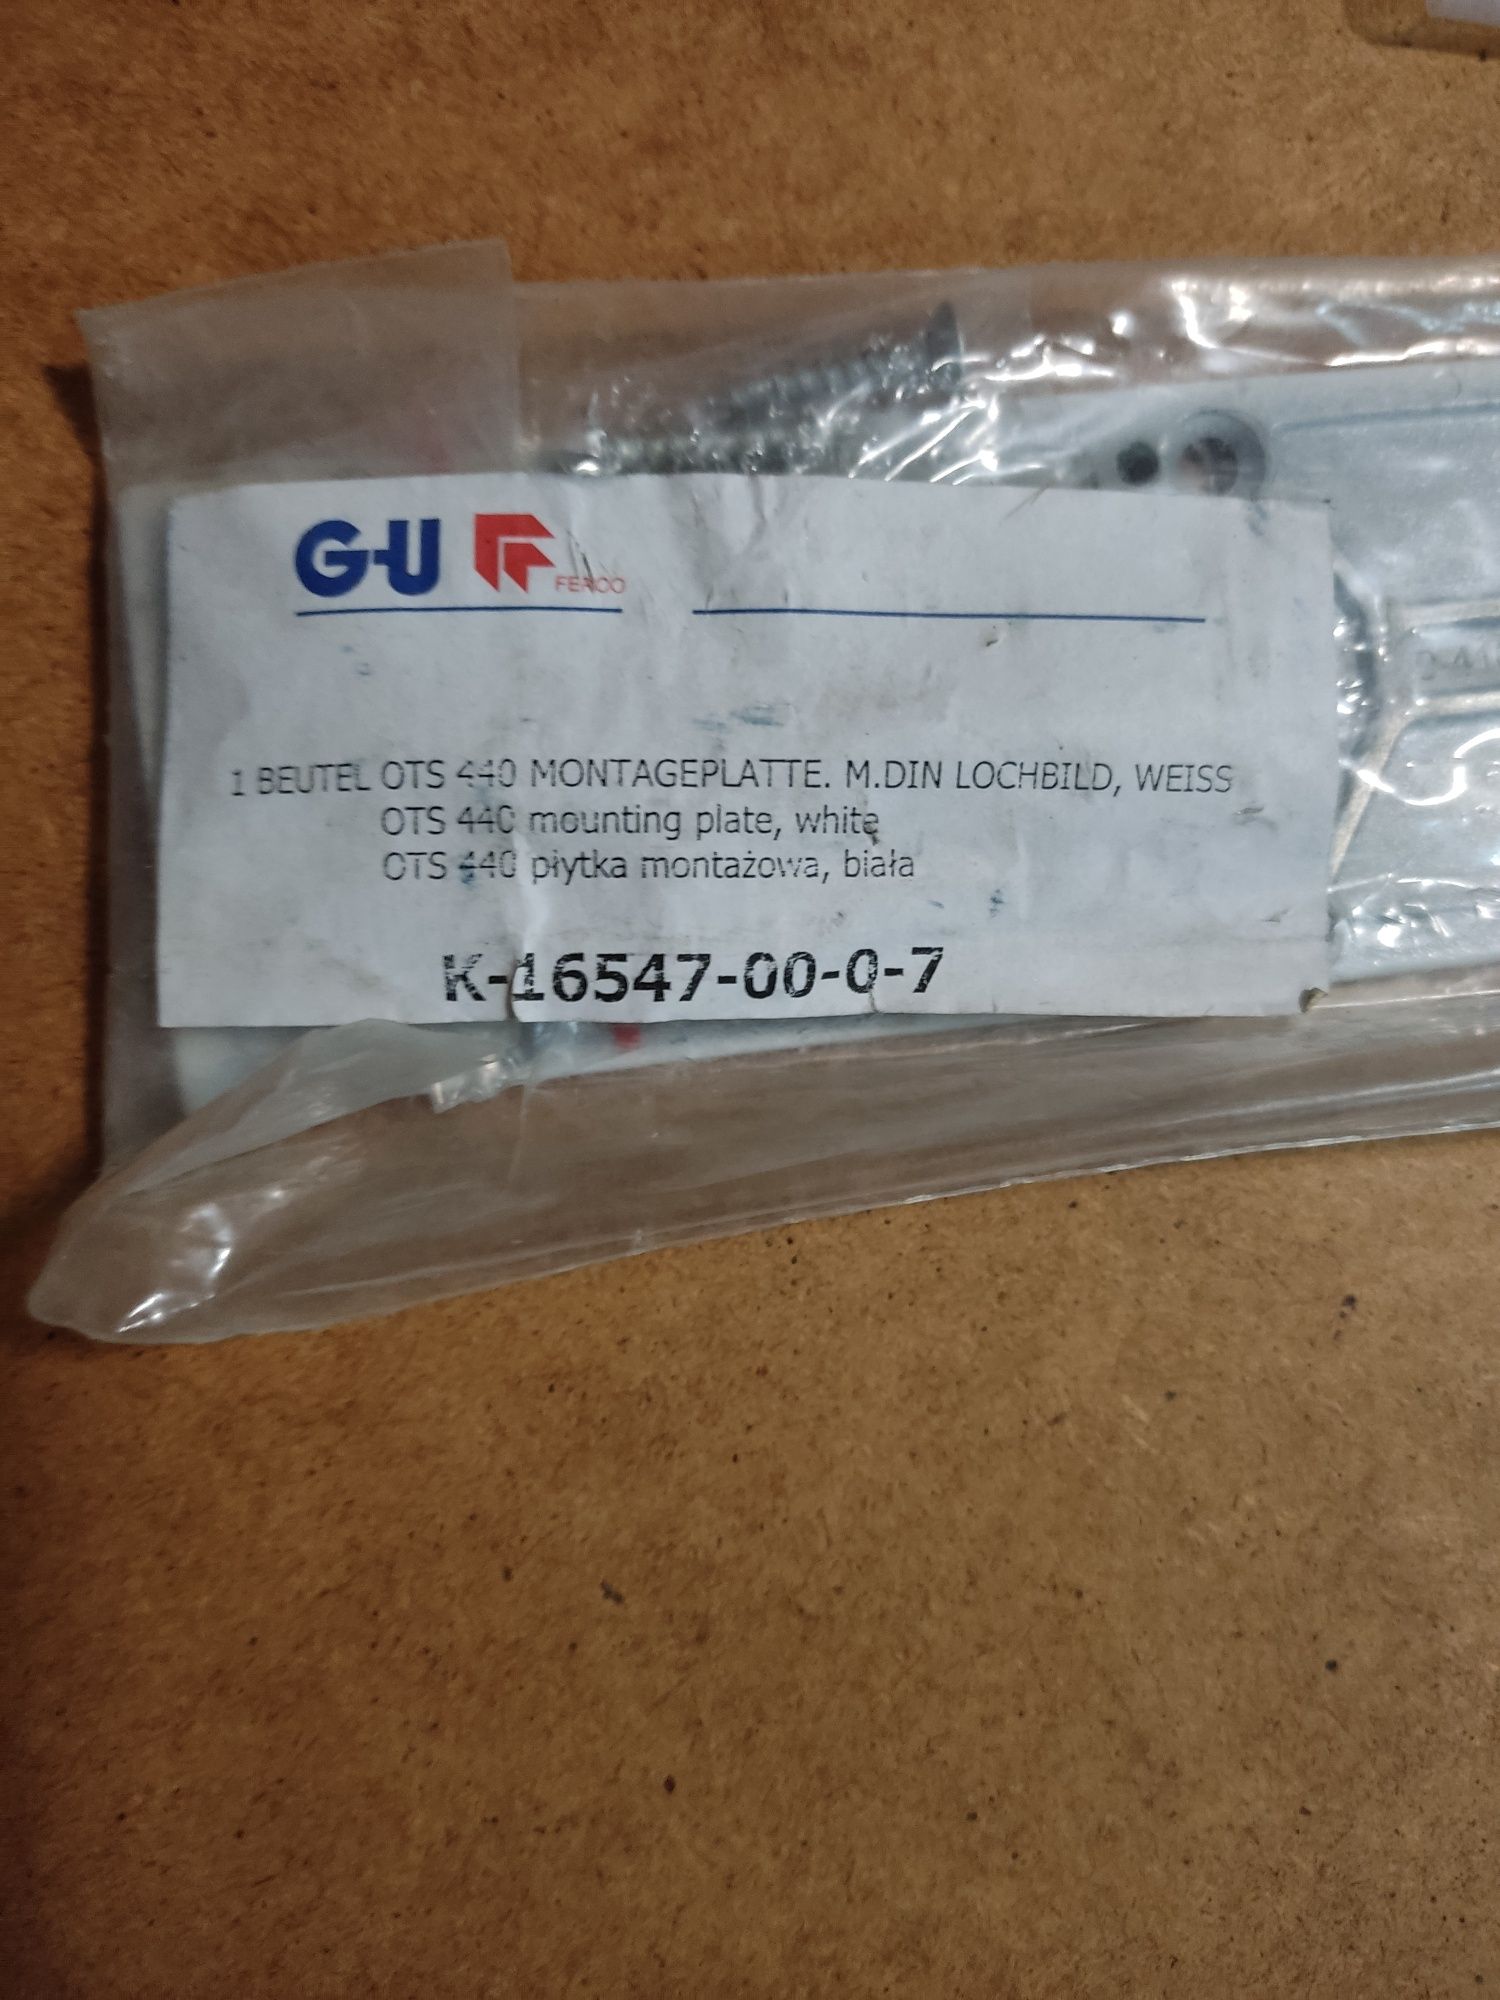 G-U FERCO
1 BEUTEL OTS 440 MONTAGEPLATTE. M.DIN LOCHBILD, WEISS
OTS 440 mounting plate, white
OTS 440 płytka montażowa, biała
K-16547-00-0-7